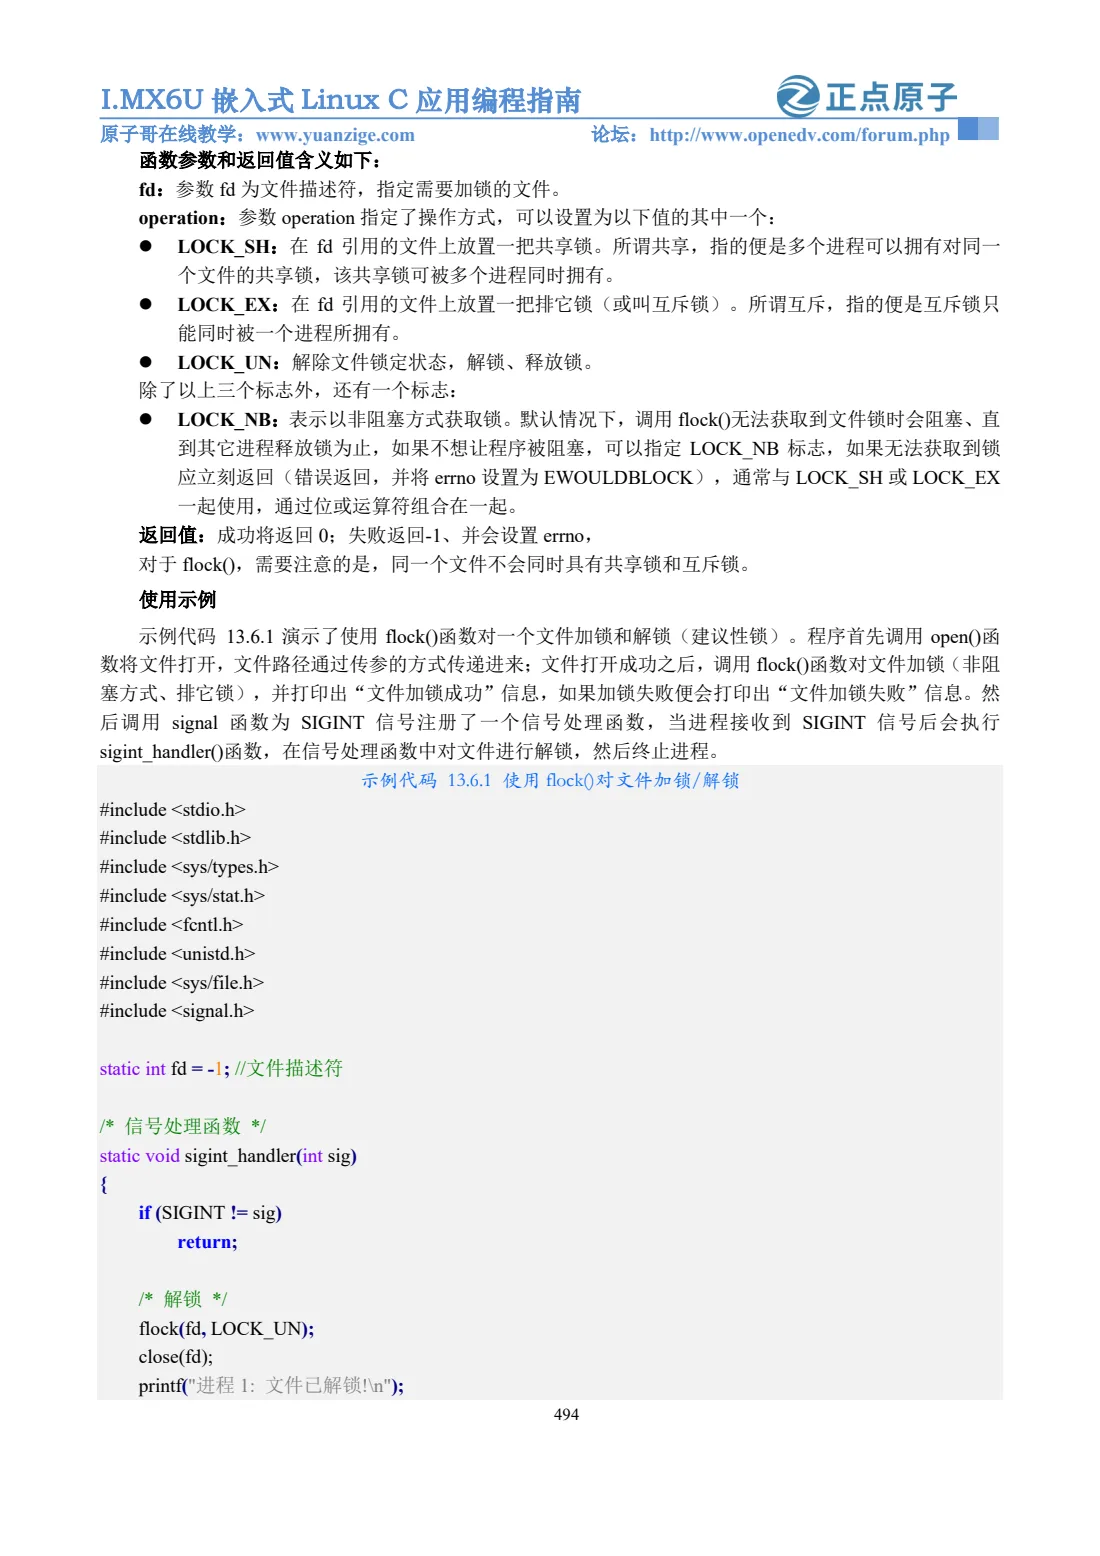 I.MX6U 嵌入式 Linux C 应用编程指南
正点原子
原子哥在线教学：www.yuanzige.com 论坛：http://www.openedv.com/forum.php
函数参数和返回值含义如下：
fd：参数 fd 为文件描述符，指定需要加锁的文件。
operation：参数 operation 指定了操作方式，可以设置为以下值的其中一个：
● LOCK_SH：在 fd 引用的文件上放置一把共享锁。所谓共享，指的便是多个进程可以拥有对同一
个文件的共享锁，该共享锁可被多个进程同时拥有。
● LOCK_EX：在 fd 引用的文件上放置一把排它锁（或叫互斥锁）。所谓互斥，指的便是互斥锁只
能同时被一个进程所拥有。
● LOCK_UN：解除文件锁定状态，解锁、释放锁。
除了以上三个标志外，还有一个标志：
● LOCK_NB：表示以非阻塞方式获取锁。默认情况下，调用 flock()无法获取到文件锁时会阻塞、直
到其它进程释放锁为止，如果不想让程序被阻塞，可以指定 LOCK_NB 标志，如果无法获取到锁
应立刻返回（错误返回，并将 errno 设置为 EWOULDBLOCK），通常与 LOCK_SH 或 LOCK_EX
一起使用，通过位或运算符组合在一起。
返回值：成功将返回 0；失败返回-1、并会设置 errno，
对于 flock()，需要注意的是，同一个文件不会同时具有共享锁和互斥锁。
使用示例
示例代码 13.6.1 演示了使用 flock()函数对一个文件加锁和解锁（建议性锁）。程序首先调用 open()函
数将文件打开，文件路径通过传参的方式传递进来；文件打开成功之后，调用 flock()函数对文件加锁（非阻
塞方式、排它锁），并打印出“文件加锁成功”信息，如果加锁失败便会打印出“文件加锁失败”信息。然
后调用 signal 函数为 SIGINT 信号注册了一个信号处理函数，当进程接收到 SIGINT 信号后会执行
sigint_handler()函数，在信号处理函数中对文件进行解锁，然后终止进程。
示例代码 13.6.1 使用 flock()对文件加锁/解锁
#include <stdio.h>
#include <stdlib.h>
#include <sys/types.h>
#include <sys/stat.h>
#include <fcntl.h>
#include <unistd.h>
#include <sys/file.h>
#include <signal.h>
static int fd = -1; //文件描述符
/* 信号处理函数 */
static void sigint_handler(int sig)
{
if (SIGINT != sig)
return;
/* 解锁 */
flock(fd, LOCK_UN);
close(fd);
printf("进程 1: 文件已解锁!\n");
494